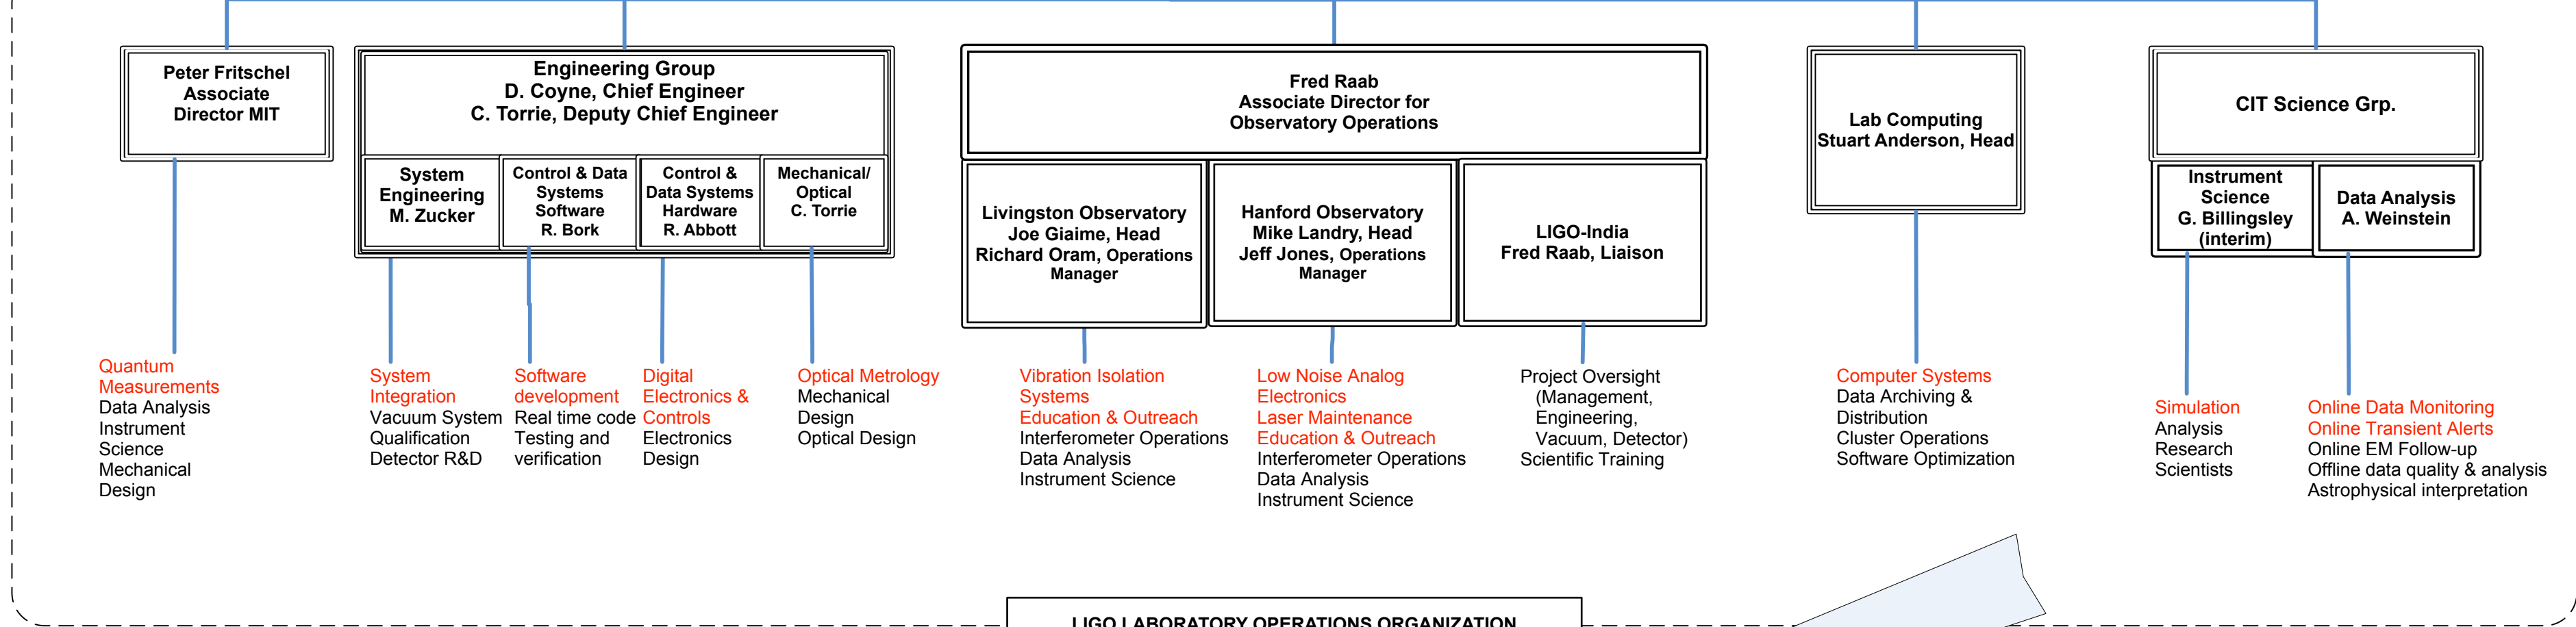 Peter Fritschel
Associate
Director MIT
Engineering Group
D. Coyne, Chief Engineer
C. Torrie, Deputy Chief Engineer
System
Engineering
M. Zucker
Control & Data
Systems
Software
R. Bork
Control &
Data Systems
Hardware
R. Abbott
Mechanical/
Optical
C. Torrie
Fred Raab
Associate Director for
Observatory Operations
Livingston Observatory
Joe Giaime, Head
Richard Oram, Operations
Manager
Hanford Observatory
Mike Landry, Head
Jeff Jones, Operations
Manager
LIGO-India
Fred Raab, Liaison
Lab Computing
Stuart Anderson, Head
CIT Science Grp.
Instrument
Science
G. Billingsley
(interim)
Data Analysis
A. Weinstein
Quantum
Measurements
Data Analysis
Instrument
Science
Mechanical
Design
System
Integration
Vacuum System
Qualification
Detector R&D
Software
development
Real time code
Testing and
verification
Digital
Electronics &
Controls
Electronics
Design
Optical Metrology
Mechanical
Design
Optical Design
Vibration Isolation
Systems
Education & Outreach
Interferometer Operations
Data Analysis
Instrument Science
Low Noise Analog
Electronics
Laser Maintenance
Education & Outreach
Interferometer Operations
Data Analysis
Instrument Science
Project Oversight
(Management,
Engineering,
Vacuum, Detector)
Scientific Training
Computer Systems
Data Archiving &
Distribution
Cluster Operations
Software Optimization
Simulation
Analysis
Research
Scientists
Online Data Monitoring
Online Transient Alerts
Online EM Follow-up
Offline data quality & analysis
Astrophysical interpretation
LIGO LABORATORY OPERATIONS ORGANIZATION